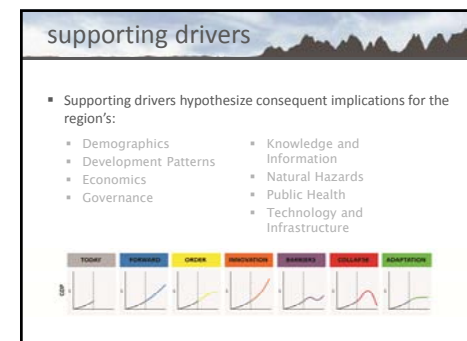 supporting drivers
Supporting drivers hypothesize consequent implications for the
region's:
Demographics
Development Patterns
Economics
Governance
Knowledge and
Information
Natural Hazards
Public Health
Technology and
Infrastructure
TODAY FORWARD ORDER INNOVATION BARRIERS COLLAPSE ADAPTATION
GDP